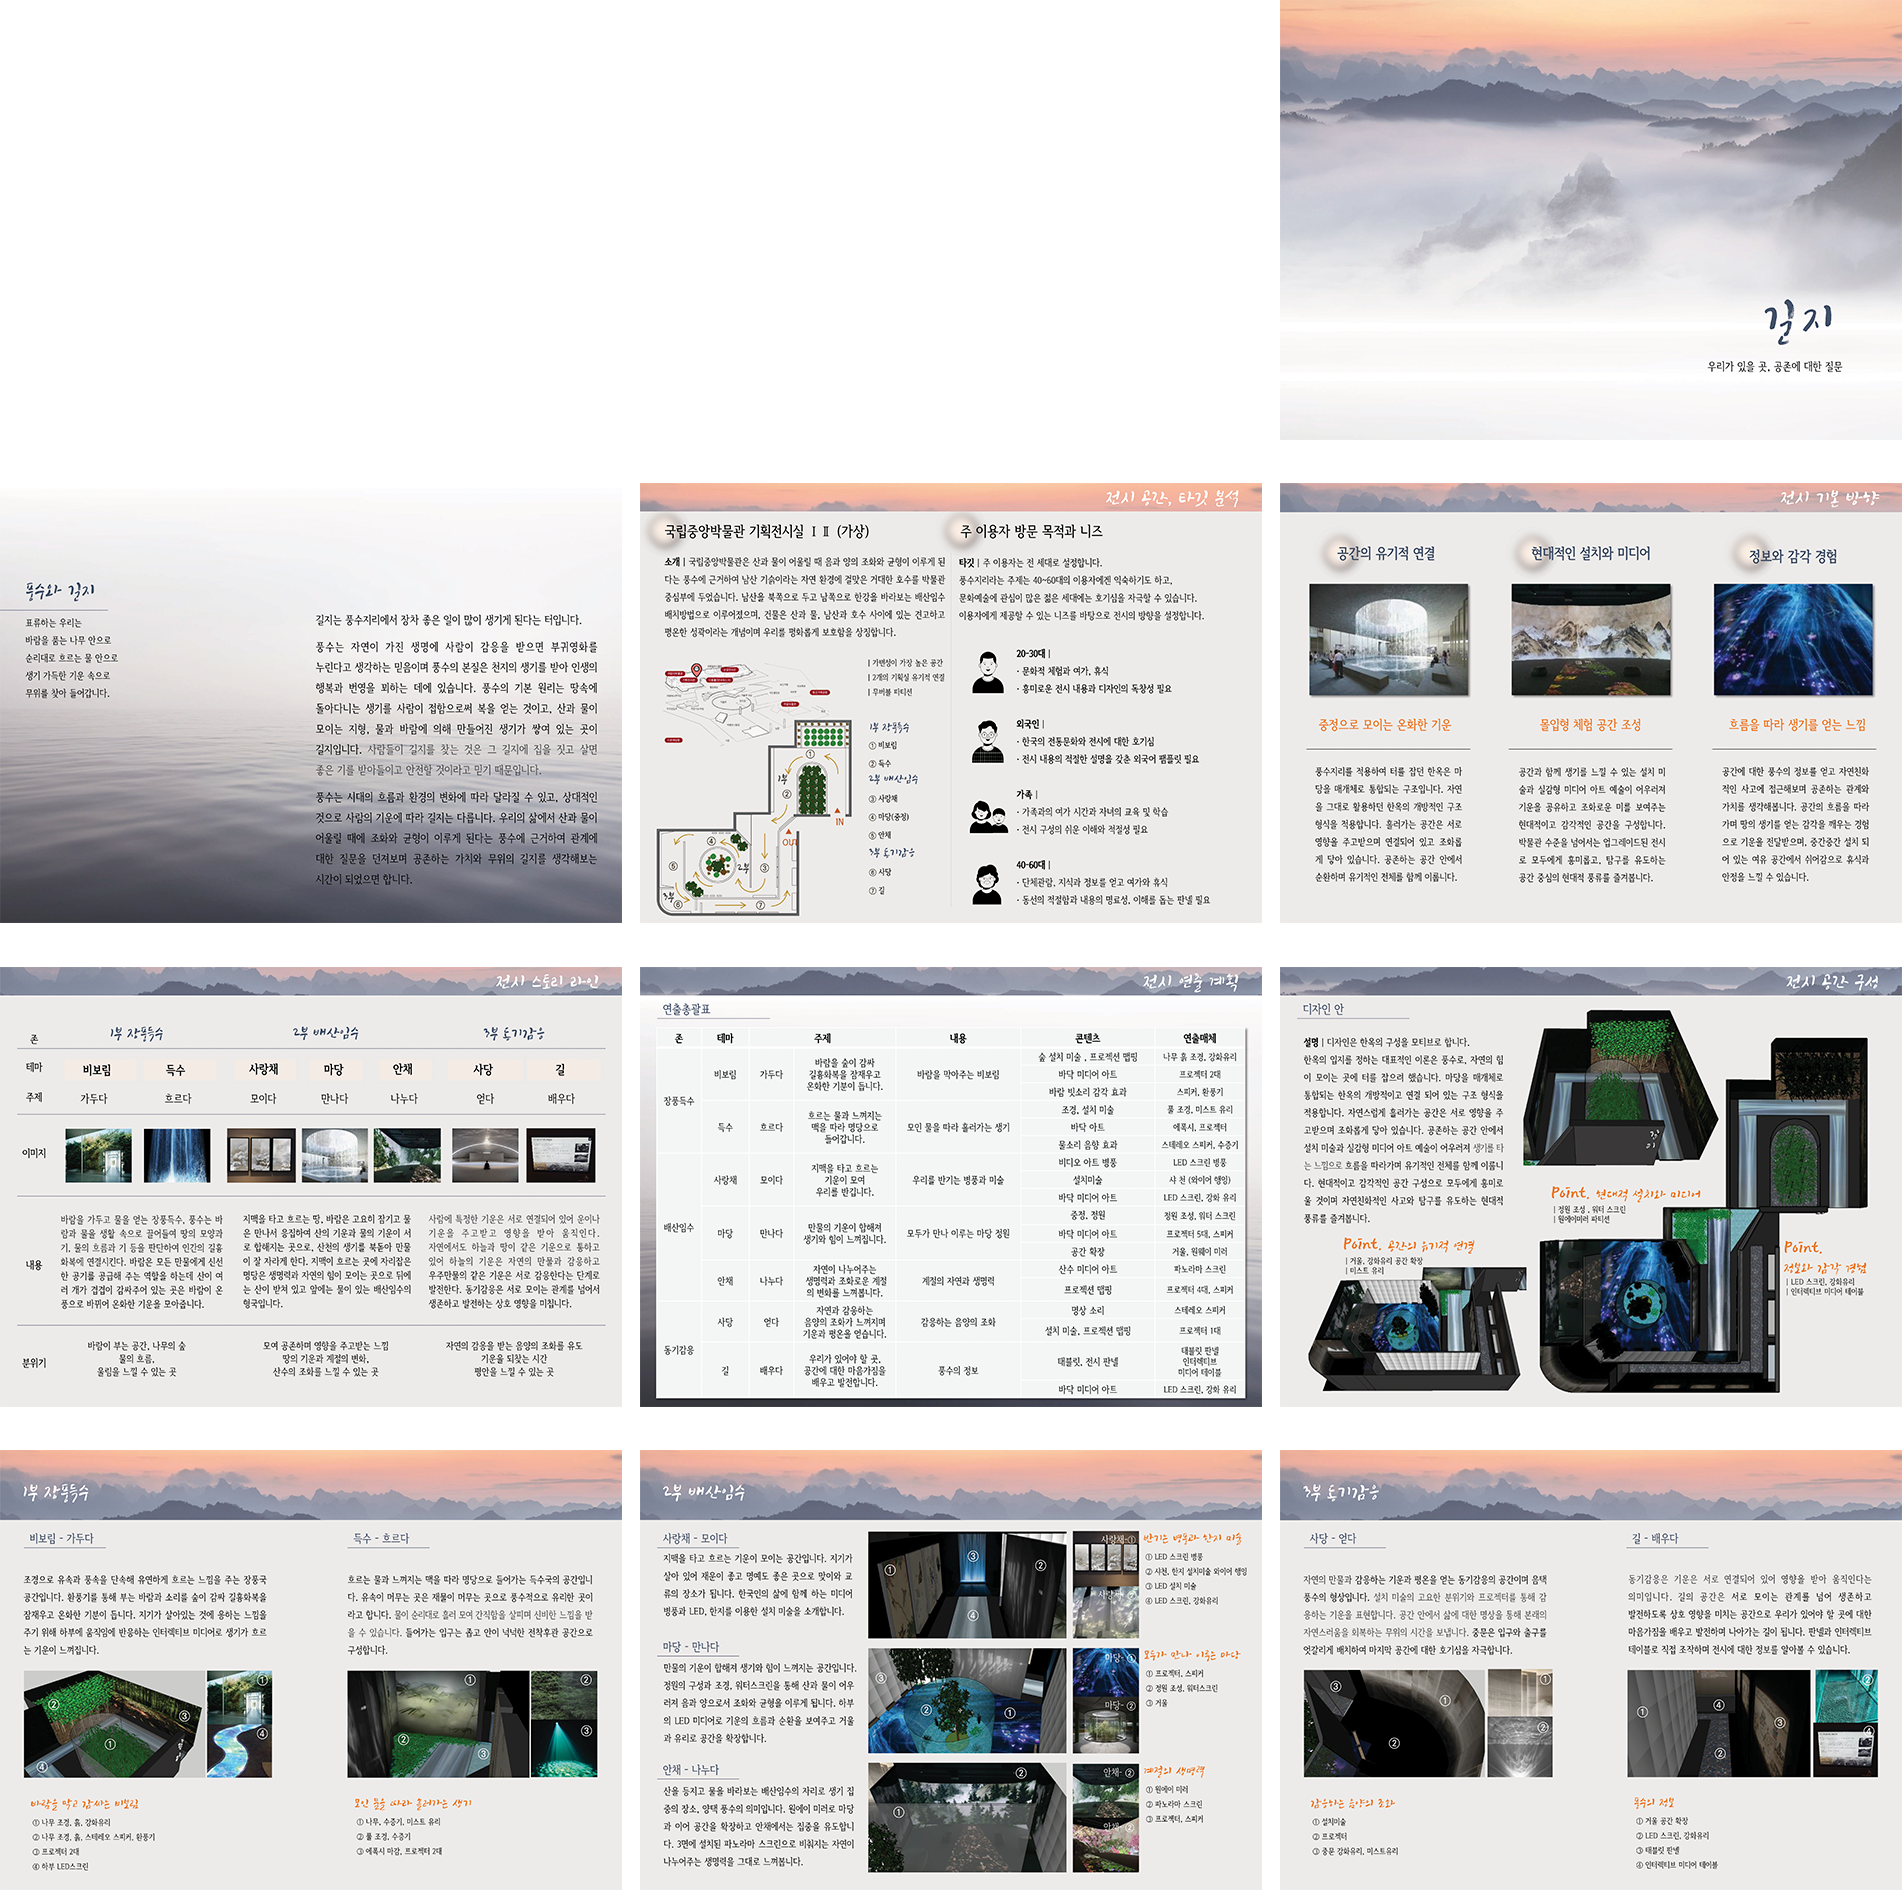 길지
우리가 있을 곳, 공존에 대한 질문
풍수와 길지
표류하는 우리는
바람을 품는 나무 안으로
순리대로 흐르는 물 안으로
생기 가득한 기운 속으로
무위를 찾아 들어갑니다.
길지는 풍수지리에서 장차 좋은 일이 많이 생기게 된다는 터입니다.
풍수는 자연이 가진 생명에 사람이 감응을 받으면 부귀영화를
누린다고 생각하는 믿음이며 풍수의 본질은 천지의 생기를 받아 인생의
행복과 번영을 꾀하는 데에 있습니다. 풍수의 기본 원리는 땅속에
돌아다니는 생기를 사람이 접함으로써 복을 얻는 것이고, 산과 물이
모이는 지형, 물과 바람에 의해 만들어진 생기가 쌓여 있는 곳이
길지입니다. 사람들이 길지를 찾는 것은 그 길지에 집을 짓고 살면
좋은 기를 받아들이고 안전할 것이라고 믿기 때문입니다.
풍수는 시대의 흐름과 환경의 변화에 따라 달라질 수 있고, 상대적인
것으로 사람의 기운에 따라 길지는 다릅니다. 우리의 삶에서 산과 물이
어울릴 때에 조화와 균형이 이루게 된다는 풍수에 근거하여 관계에
대한 질문을 던져보며 공존하는 가치와 무위의 길지를 생각해보는
시간이 되었으면 합니다.
전시 공간, 타깃 분석
국립중앙박물관 기획전시실 Ⅰ Ⅱ (가상)
소개 | 국립중앙박물관은 산과 물이 어울릴 때 음과 양의 조화와 균형이 이루게 된
다는 풍수에 근거하여 남산 기슭이라는 자연 환경에 걸맞은 거대한 호수를 박물관
중심부에 두었습니다. 남산을 북쪽으로 두고 남쪽으로 한강을 바라보는 배산임수
배치방법으로 이루어졌으며, 건물은 산과 물, 남산과 호수 사이에 있는 견고하고
평온한 성곽이라는 개념이며 우리를 평화롭게 보호함을 상징합니다.
| 가변성이 가장 높은 공간
| 2개의 기획실 유기적 연결
| 무버블 파티션
1부 장풍득수
① 비보림
② 득수
2부 배산임수
③ 사랑채
④ 마당(중정)
⑤ 안채
3부 동기감응
⑥ 사당
⑦ 길
1부
2부
3부
IN
OUT
주 이용자 방문 목적과 니즈
타깃 | 주 이용자는 전 세대로 설정합니다.
풍수지리라는 주제는 40~60대의 이용자에겐 익숙하기도 하고,
문화예술에 관심이 많은 젊은 세대에는 호기심을 자극할 수 있습니다.
이용자에게 제공할 수 있는 니즈를 바탕으로 전시의 방향을 설정합니다.
20-30대 |
· 문화적 체험과 여가, 휴식
· 흥미로운 전시 내용과 디자인의 독창성 필요
외국인 |
· 한국의 전통문화와 전시에 대한 호기심
· 전시 내용의 적절한 설명을 갖춘 외국어 팸플릿 필요
가족 |
· 가족과의 여가 시간과 자녀의 교육 및 학습
· 전시 구성의 쉬운 이해와 적절성 필요
40-60대 |
· 단체관람, 지식과 정보를 얻고 여가와 휴식
· 동선의 적절함과 내용의 명료성, 이해를 돕는 판넬 필요
전시 기본 방향
공간의 유기적 연결
중정으로 모이는 온화한 기운
풍수지리를 적용하여 터를 잡던 한옥은 마
당을 매개체로 통합되는 구조입니다. 자연
을 그대로 활용하던 한옥의 개방적인 구조
형식을 적용합니다. 흘러가는 공간은 서로
영향을 주고받으며 연결되어 있고 조화롭
게 닿아 있습니다. 공존하는 공간 안에서
순환하며 유기적인 전체를 함께 이룹니다.
현대적인 설치와 미디어
몰입형 체험 공간 조성
공간과 함께 생기를 느낄 수 있는 설치 미
술과 실감형 미디어 아트 예술이 어우러져
기운을 공유하고 조화로운 미를 보여주는
현대적이고 감각적인 공간을 구성합니다.
박물관 수준을 넘어서는 업그레이드된 전시
로 모두에게 흥미롭고, 탐구를 유도하는
공간 중심의 현대적 풍류를 즐겨봅니다.
정보와 감각 경험
흐름을 따라 생기를 얻는 느낌
공간에 대한 풍수의 정보를 얻고 자연친화
적인 사고에 접근해보며 공존하는 관계와
가치를 생각해봅니다. 공간의 흐름을 따라
가며 땅의 생기를 얻는 감각을 깨우는 경험
으로 기운을 전달받으며, 중간중간 설치 되
어 있는 여유 공간에서 쉬어감으로 휴식과
안정을 느낄 수 있습니다.
전시 스토리 라인
존 1부 장풍득수 2부 배산임수 3부 동기감응
테마 비보림 득수 사랑채 마당 안채 사당 길
주제 가두다 흐르다 모이다 만나다 나누다 얻다 배우다
이미지
내용
바람을 가두고 물을 얻는 장풍득수, 풍수는 바
람과 물을 생활 속으로 끌어들여 땅의 모양과
기, 물의 흐름과 기 등을 판단하여 인간의 길흉
화복에 연결시킨다. 바람은 모든 만물에게 신선
한 공기를 공급해 주는 역할을 하는데 산이 여
러 개가 겹겹이 감싸주어 있는 곳은 바람이 온
풍으로 바뀌어 온화한 기운을 모아줍니다.
지맥을 타고 흐르는 땅, 바람은 고요히 잠기고 물
은 만나서 응집하여 산의 기운과 물의 기운이 서
로 합해지는 곳으로, 산천의 생기를 북돋아 만물
이 잘 자라게 한다. 지맥이 흐르는 곳에 자리잡은
명당은 생명력과 자연의 힘이 모이는 곳으로 뒤에
는 산이 받쳐 있고 앞에는 물이 있는 배산임수의
형국입니다.
사람에 특정한 기운은 서로 연결되어 있어 운이나
기운을 주고받고 영향을 받아 움직인다.
자연에서도 하늘과 땅이 같은 기운으로 통하고
있어 하늘의 기운은 자연의 만물과 감응하고
우주만물의 같은 기운은 서로 감응한다는 단계로
발전한다. 동기감응은 서로 모이는 관계를 넘어서
생존하고 발전하는 상호 영향을 미칩니다.
분위기
바람이 부는 공간, 나무의 숲
물의 흐름,
울림을 느낄 수 있는 곳
모여 공존하며 영향을 주고받는 느낌
땅의 기운과 계절의 변화,
산수의 조화를 느낄 수 있는 곳
자연의 감응을 받는 음양의 조화를 유도
기운을 되찾는 시간
평안을 느낄 수 있는 곳
전시 연출 계획
연출총괄표
존 테마 주제 내용 콘텐츠 연출매체
장풍득수
비보림 가두다
바람을 숲이 감싸
길흉화복을 잠재우고
온화한 기분이 듭니다.
바람을 막아주는 비보림
숲 설치 미술 , 프로젝션 맵핑 나무 흙 조경, 강화유리
바닥 미디어 아트 프로젝터 2대
바람 빗소리 감각 효과 스피커, 환풍기
득수 흐르다
흐르는 물과 느껴지는
맥을 따라 명당으로
들어갑니다.
모인 물을 따라 흘러가는 생기
조경, 설치 미술 풀 조경, 미스트 유리
바닥 아트 에폭시, 프로젝터
물소리 음향 효과 스테레오 스피커, 수증기
배산임수
사랑채 모이다
지맥을 타고 흐르는
기운이 모여
우리를 반깁니다.
우리를 반기는 병풍과 미술
비디오 아트 병풍 LED 스크린 병풍
설치미술 샤 천 (와이어 행잉)
바닥 미디어 아트 LED 스크린, 강화 유리
마당 만나다
만물의 기운이 합해져
생기와 힘이 느껴집니다.
모두가 만나 이루는 마당 정원
중정, 정원 정원 조성, 워터 스크린
바닥 미디어 아트 프로젝터 5대, 스피커
공간 확장 거울, 원웨이 미러
안채 나누다
자연이 나누어주는
생명력과 조화로운 계절
의 변화를 느껴봅니다.
계절의 자연과 생명력
산수 미디어 아트 파노라마 스크린
프로젝션 맵핑 프로젝터 4대, 스피커
동기감응
사당 얻다
자연과 감응하는
음양의 조화가 느껴지며
기운과 평온을 얻습니다.
감응하는 음양의 조화
명상 소리 스테레오 스피커
설치 미술, 프로젝션 맵핑 프로젝터 1대
길 배우다
우리가 있어야 할 곳,
공간에 대한 마음가짐을
배우고 발전합니다.
풍수의 정보
태블릿, 전시 판넬
태블릿 판넬
인터렉티브
미디어 테이블
바닥 미디어 아트 LED 스크린, 강화 유리
전시 공간 구성
디자인 안
설명 | 디자인은 한옥의 구성을 모티브로 합니다.
한옥의 입지를 정하는 대표적인 이론은 풍수로, 자연의 힘
이 모이는 곳에 터를 잡으려 했습니다. 마당을 매개체로
통합되는 한옥의 개방적이고 연결 되어 있는 구조 형식을
적용합니다. 자연스럽게 흘러가는 공간은 서로 영향을 주
고받으며 조화롭게 닿아 있습니다. 공존하는 공간 안에서
설치 미술과 실감형 미디어 아트 예술이 어우러져 생기를 타
는 느낌으로 흐름을 따라가며 유기적인 전체를 함께 이룹니
다. 현대적이고 감각적인 공간 구성으로 모두에게 흥미로
울 것이며 자연친화적인 사고와 탐구를 유도하는 현대적
풍류를 즐겨봅니다.
Point. 현대적 설치와 미디어
| 정원 조성 , 워터 스크린
| 원에이미러 파티션
Point. 공간의 유기적 연결
| 거울, 강화유리 공간 확장
| 미스트 유리
Point.
정보와 감각 경험
| LED 스크린, 강화유리
| 인터렉티브 미디어 테이블
1부 장풍득수
비보림 - 가두다
조경으로 유속과 풍속을 단속해 유연하게 흐르는 느낌을 주는 장풍국
공간입니다. 환풍기를 통해 부는 바람과 소리를 숲이 감싸 길흉화복을
잠재우고 온화한 기분이 듭니다. 지기가 살아있는 것에 응하는 느낌을
주기 위해 하부에 움직임에 반응하는 인터렉티브 미디어로 생기가 흐르
는 기운이 느껴집니다.
바람을 막고 감싸는 비보림
① 나무 조경, 흙, 강화유리
② 나무 조경, 흙, 스테레오 스피커, 환풍기
③ 프로젝터 2대
④ 하부 LED스크린
득수 - 흐르다
흐르는 물과 느껴지는 맥을 따라 명당으로 들어가는 득수국의 공간입니
다. 유속이 머무는 곳은 재물이 머무는 곳으로 풍수적으로 유리한 곳이
라고 합니다. 물이 순리대로 흘러 모여 간직함을 살피며 신비한 느낌을 받
을 수 있습니다. 들어가는 입구는 좁고 안이 넉넉한 전착후관 공간으로
구성합니다.
모인 물을 따라 흘러가는 생기
① 나무, 수증기, 미스트 유리
② 풀 조경, 수증기
③ 에폭시 마감, 프로젝터 2대
2부 배산임수
사랑채 - 모이다
지맥을 타고 흐르는 기운이 모이는 공간입니다. 지기가
살아 있어 재운이 좋고 명예도 좋은 곳으로 맞이와 교
류의 장소가 됩니다. 한국인의 삶에 함께 하는 미디어
병풍과 LED, 한지를 이용한 설치 미술을 소개합니다.
사랑채-①
반기는 병풍과 한지 미술
① LED 스크린 병풍
② 샤천, 한지 설치미술 와이어 행잉
③ LED 설치 미술
④ LED 스크린, 강화유리
마당 - 만나다
만물의 기운이 합해져 생기와 힘이 느껴지는 공간입니다.
정원의 구성과 조경, 워터스크린을 통해 산과 물이 어우
러져 음과 양으로서 조화와 균형을 이루게 됩니다. 하부
의 LED 미디어로 기운의 흐름과 순환을 보여주고 거울
과 유리로 공간을 확장합니다.
마당-①
마당-②
모두가 만나 이루는 마당
① 프로젝터, 스피커
② 정원 조성, 워터스크린
③ 거울
안채 - 나누다
산을 등지고 물을 바라보는 배산임수의 자리로 생기 집
중의 장소, 양택 풍수의 의미입니다. 원에이 미러로 마당
과 이어 공간을 확장하고 안채에서는 집중을 유도합니
다. 3면에 설치된 파노라마 스크린으로 비춰지는 자연이
나누어주는 생명력을 그대로 느껴봅니다.
안채-②
계절의 생명력
① 원에이 미러
② 파노라마 스크린
③ 프로젝터, 스피커
3부 동기감응
사당 - 얻다
자연의 만물과 감응하는 기운과 평온을 얻는 동기감응의 공간이며 음택
풍수의 형상입니다. 설치 미술의 고요한 분위기와 프로젝터를 통해 감
응하는 기운을 표현합니다. 공간 안에서 삶에 대한 명상을 통해 본래의
자연스러움을 회복하는 무위의 시간을 보냅니다. 중문은 입구와 출구를
엇갈리게 배치하여 마지막 공간에 대한 호기심을 자극합니다.
감응하는 음양의 조화
① 설치미술
② 프로젝터
③ 중문 강화유리, 미스트유리
길 - 배우다
동기감응은 기운은 서로 연결되어 있어 영향을 받아 움직인다는
의미입니다. 길의 공간은 서로 모이는 관계를 넘어 생존하고
발전하도록 상호 영향을 미치는 공간으로 우리가 있어야 할 곳에 대한
마음가짐을 배우고 발전하며 나아가는 길이 됩니다. 판넬과 인터렉티브
테이블로 직접 조작하며 전시에 대한 정보를 알아볼 수 있습니다.
풍수의 정보
① 거울 공간 확장
② LED 스크린, 강화유리
③ 태블릿 판넬
④ 인터렉티브 미디어 테이블